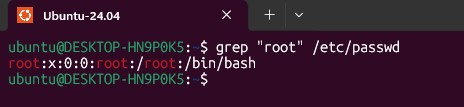 Ubuntu-24.04
ubuntu@DESKTOP-HN9P0K5:~$ grep "root" /etc/passwd
root:x:0:0:root:/root:/bin/bash
ubuntu@DESKTOP-HN9P0K5:~$